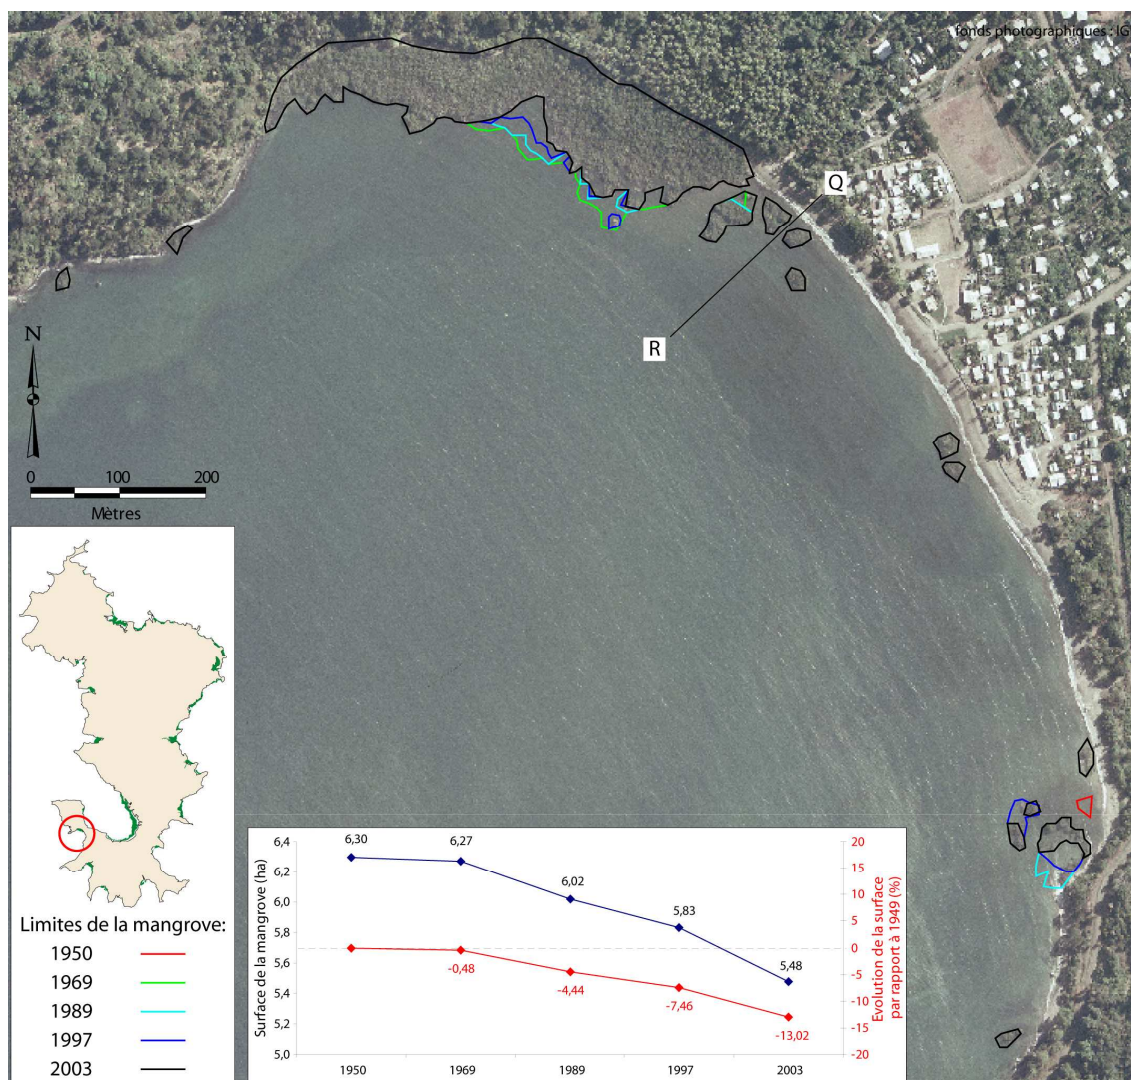 fonds photographiques : IG
Q
R
N
0 100 200
Mètres
Limites de la mangrove:
1950
1969
1989
1997
2003
Surface de la mangrove (ha)
6,4
6,2
6,0
5,8
5,6
5,4
5,2
5,0
6,30
6,27
6,02
5,83
5,48
-0,48
-4,44
-7,46
-13,02
20
15
10
5
0
-5
-10
-15
-20
Evolution de la surface
par rapport à 1949 (%)
1950 1969 1989 1997 2003